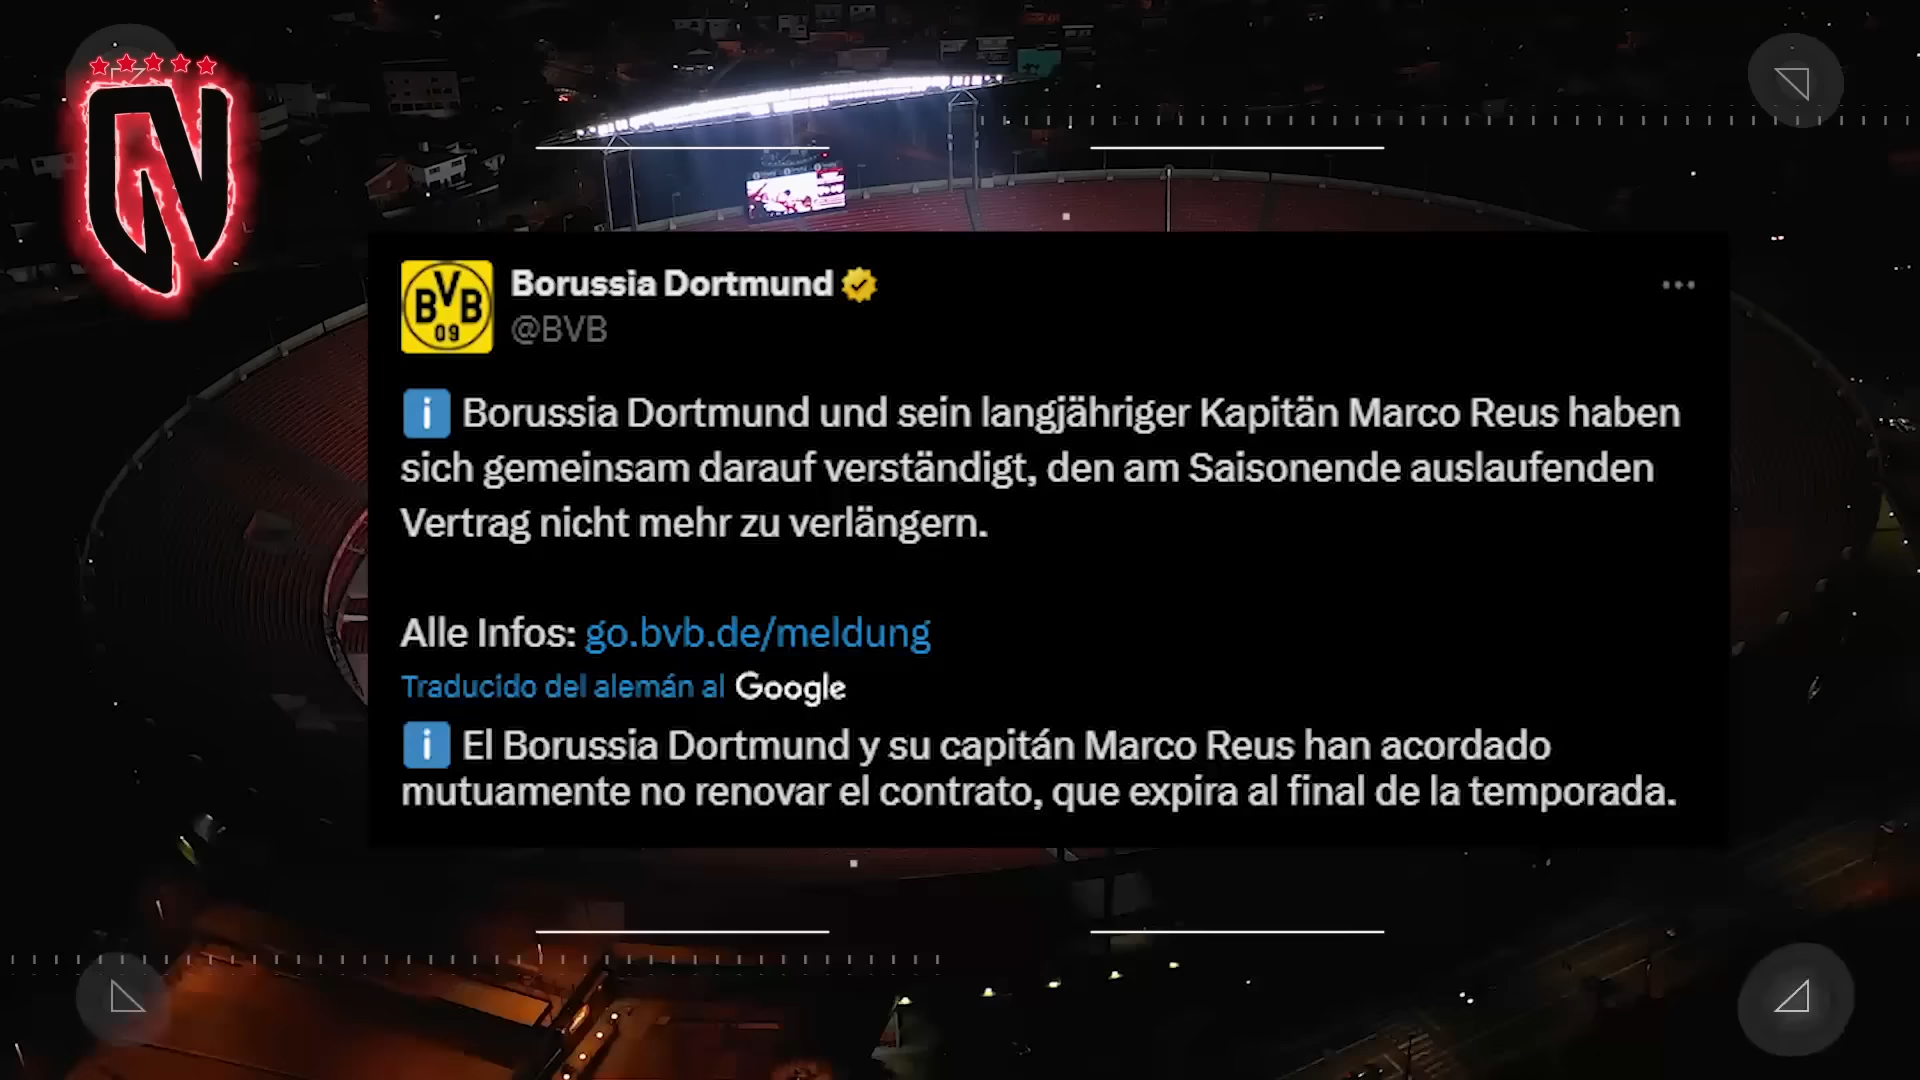 Borussia Dortmund
@BVB
ℹ️ Borussia Dortmund und sein langjähriger Kapitän Marco Reus haben
sich gemeinsam darauf verständigt, den am Saisonende auslaufenden
Vertrag nicht mehr zu verlängern.
Alle Infos: go.bvb.de/meldung
Traducido del alemán al Google
ℹ️ El Borussia Dortmund y su capitán Marco Reus han acordado
mutuamente no renovar el contrato, que expira al final de la temporada.
BVB
09